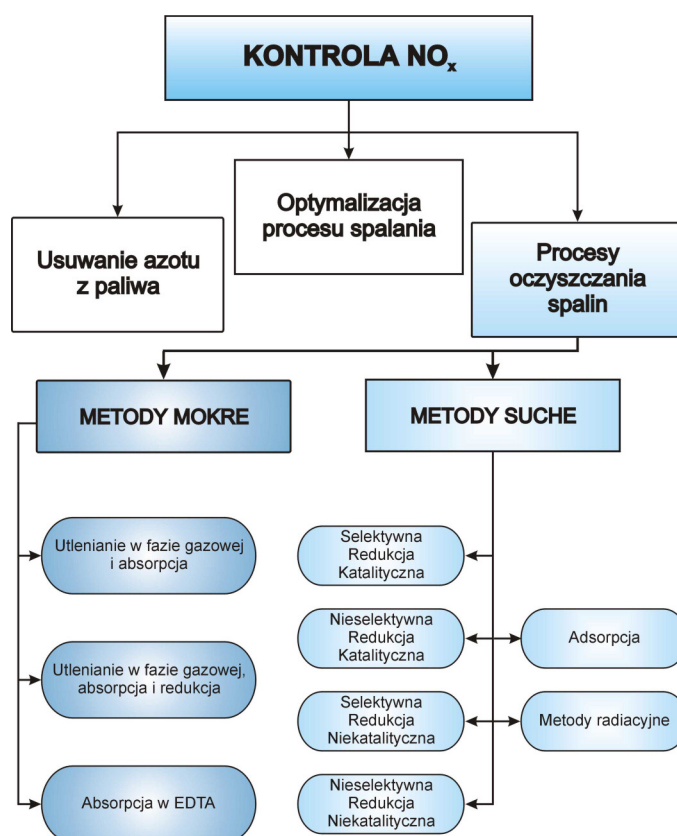 KONTROLA NOx
Optymalizacja
procesu spalania
Usuwanie azotu
z paliwa
Procesy
oczyszczania
spalin
METODY MOKRE
METODY SUCHE
Utlenianie w fazie gazowej
i absorpcja
Utlenianie w fazie gazowej,
absorpcja i redukcja
Absorpcja w EDTA
Selektywna
Redukcja
Katalityczna
Nieselektywna
Redukcja
Katalityczna
Adsorpcja
Selektywna
Redukcja
Niekatalityczna
Metody radiacyjne
Nieselektywna
Redukcja
Niekatalityczna